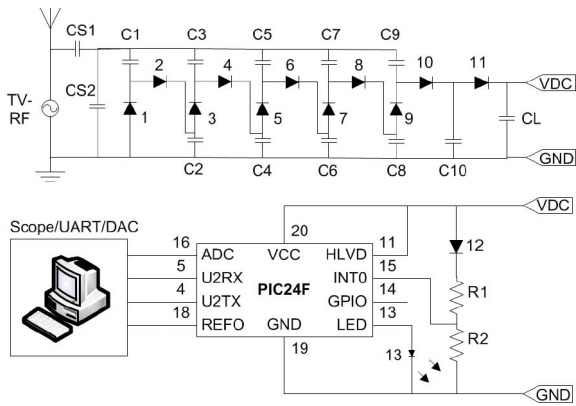 CS1 C1 C3 C5 C7 C9
2 4 6 8 10 11
CS2 VDC
TV-
RF
1 3 5 7 9 CL
GND
C2 C4 C6 C8 C10
VDC
Scope/UART/DAC
20
16 ADC VCC HLVD 11 12
5 U2RX INT0 15
PIC24F R1
4 U2TX GPIO 14
18 REFO GND LED 13 R2
19 13
GND